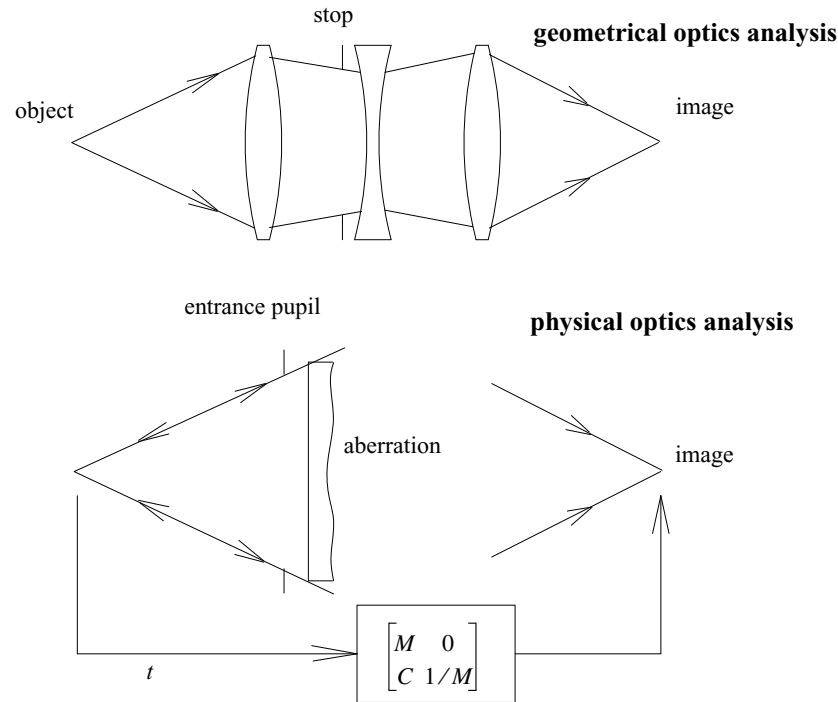 stop
geometrical optics analysis
object
image
entrance pupil
physical optics analysis
aberration
image
M 0
C 1/M
t